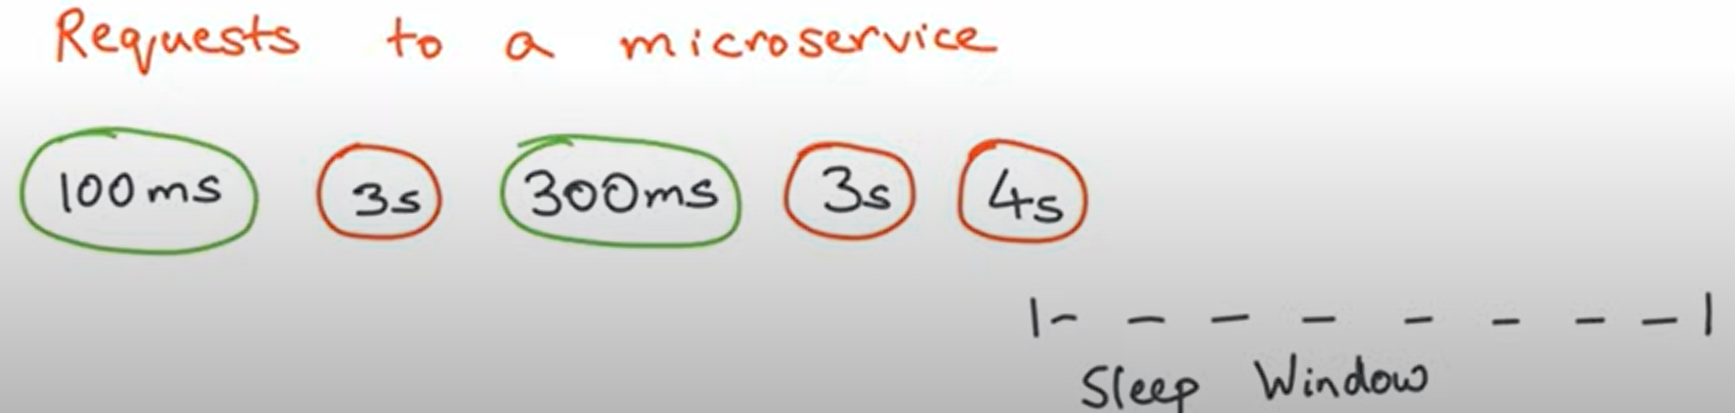 Requests to a microservice
100ms 3s 300ms 3s 4s
Sleep Window